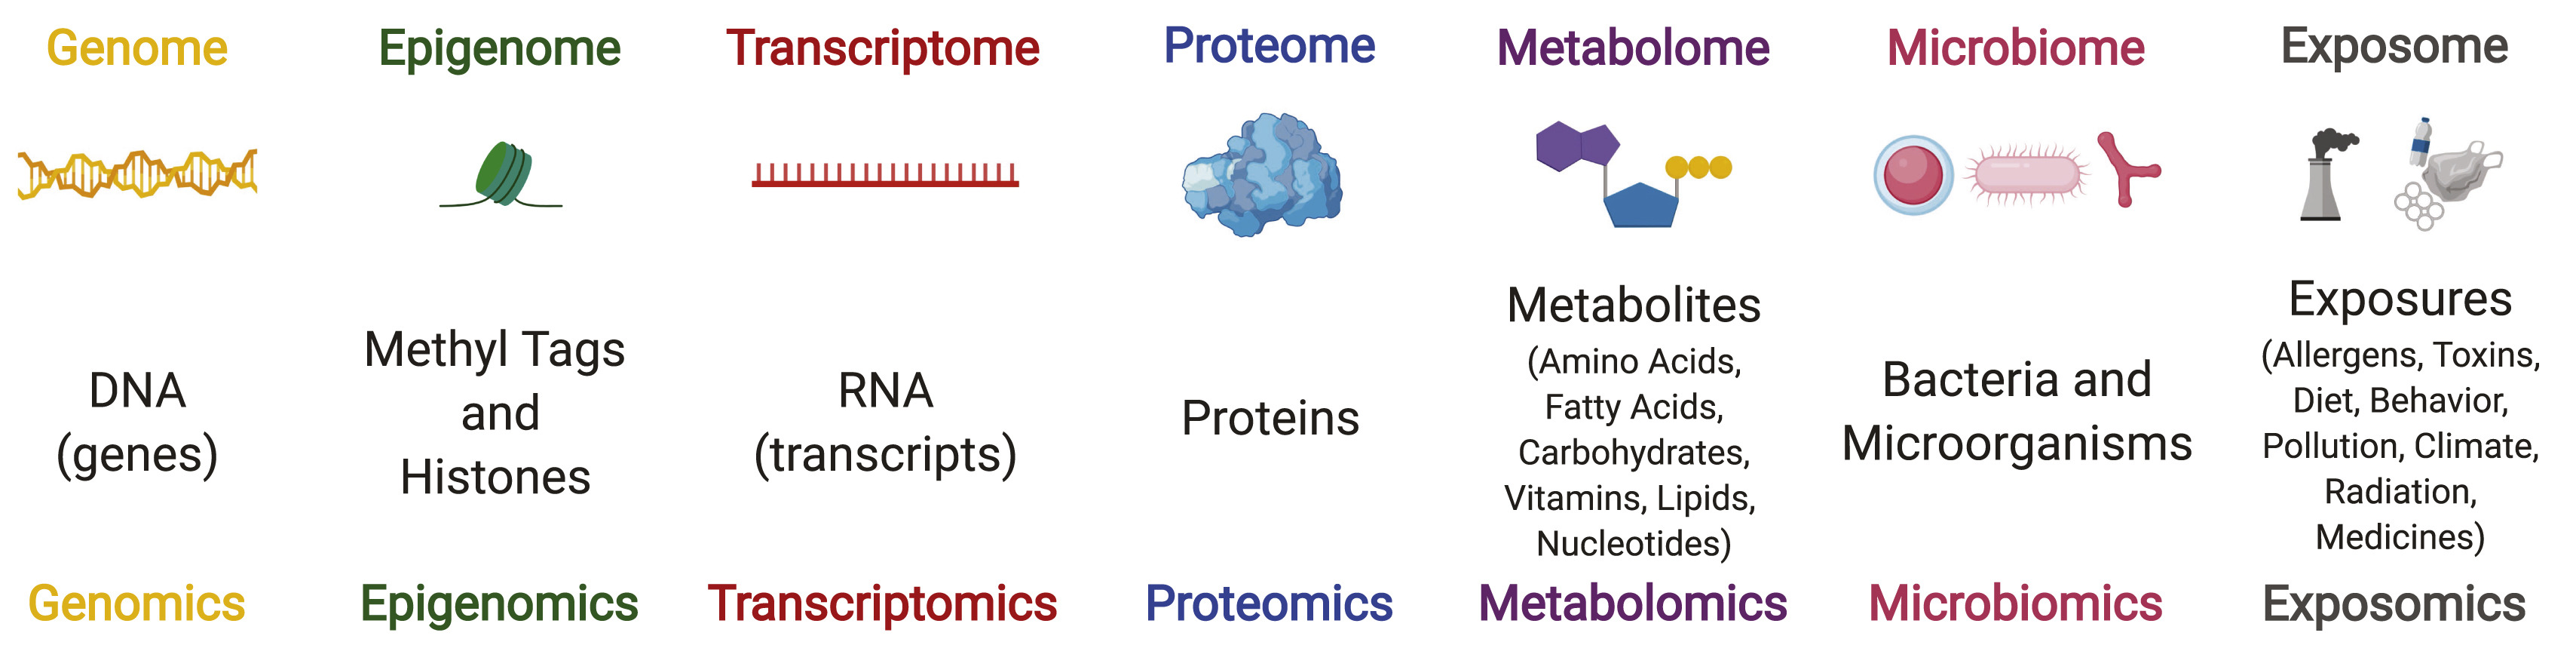 Genome
Epigenome
Transcriptome
Proteome
Metabolome
Microbiome
Exposome
DNA
(genes)
Methyl Tags
and
Histones
RNA
(transcripts)
Proteins
Metabolites
(Amino Acids,
Fatty Acids,
Carbohydrates,
Vitamins, Lipids,
Nucleotides)
Bacteria and
Microorganisms
Exposures
(Allergens, Toxins,
Diet, Behavior,
Pollution, Climate,
Radiation,
Medicines)
Genomics
Epigenomics
Transcriptomics
Proteomics
Metabolomics
Microbiomics
Exposomics